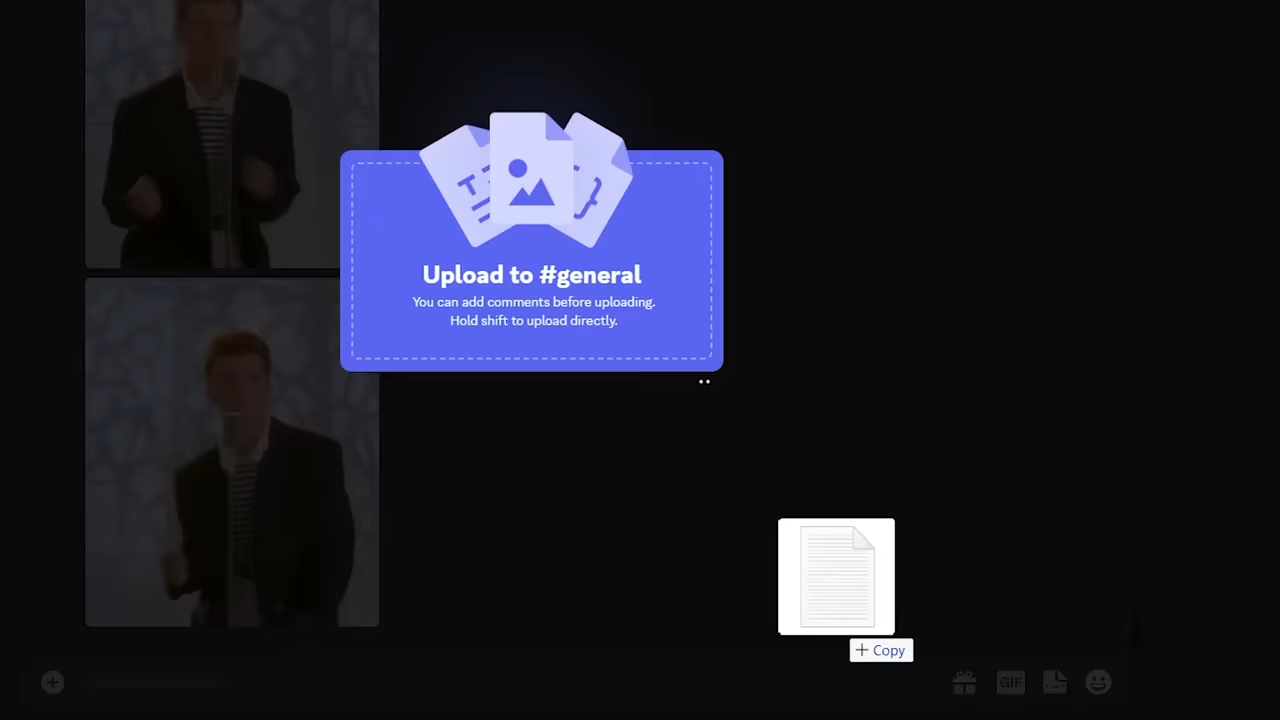 T
}
Upload to #general
You can add comments before uploading.
Hold shift to upload directly.
+ Copy
GIF